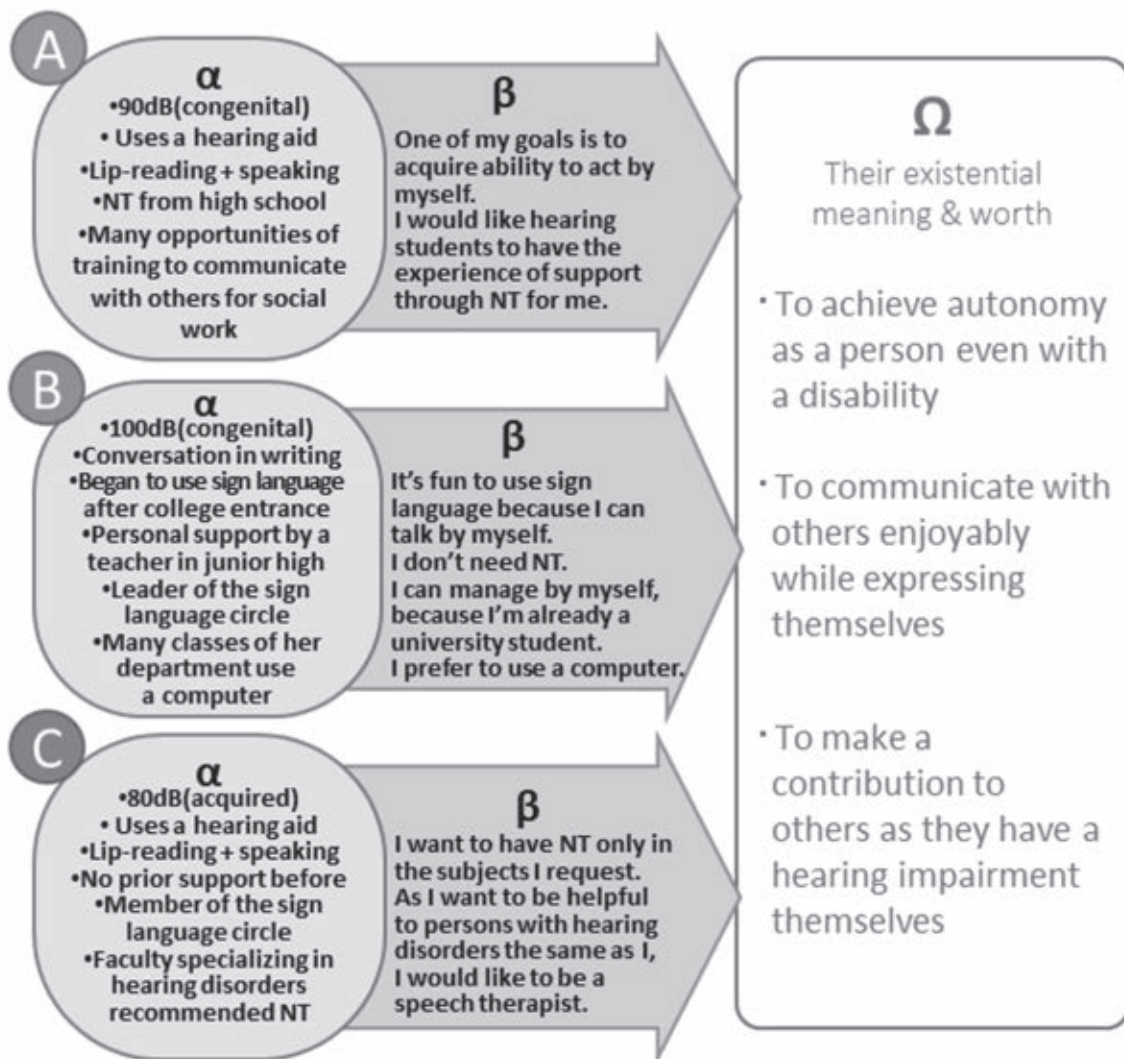 A
α
•90dB(congenital)
• Uses a hearing aid
•Lip-reading + speaking
•NT from high school
•Many opportunities of
training to communicate
with others for social
work
β
One of my goals is to
acquire ability to act by
myself.
I would like hearing
students to have the
experience of support
through NT for me.
B
α
•100dB(congenital)
•Conversation in writing
•Began to use sign language
after college entrance
•Personal support by a
teacher in junior high
•Leader of the sign
language circle
•Many classes of her
department use
a computer
β
It's fun to use sign
language because I can
talk by myself.
I don't need NT.
I can manage by myself,
because I'm already a
university student.
I prefer to use a computer.
C
α
•80dB(acquired)
• Uses a hearing aid
•Lip-reading + speaking
•No prior support before
•Member of the sign
language circle
•Faculty specializing in
hearing disorders
recommended NT
β
I want to have NT only in
the subjects I request.
As I want to be helpful
to persons with hearing
disorders the same as I,
I would like to be a
speech therapist.
Ω
Their existential
meaning & worth
· To achieve autonomy
as a person even with
a disability
· To communicate with
others enjoyably
while expressing
themselves
· To make a
contribution to
others as they have a
hearing impairment
themselves